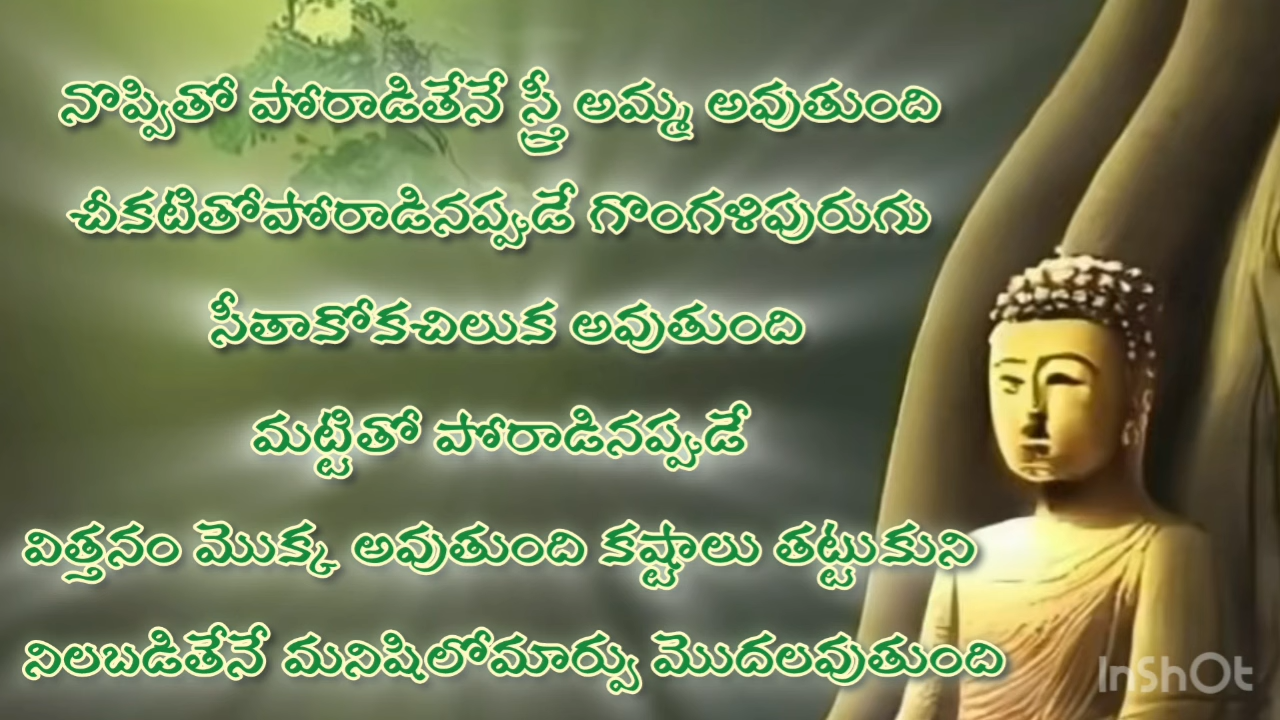 నొప్పితో పోరాడితేనే స్త్రీ అమ్మ అవుతుంది
చీకటితోపోరాడినప్పుడే గొంగళిపురుగు
సీతాకోకచిలుక అవుతుంది
మట్టితో పోరాడినప్పుడే
విత్తనం మొక్క అవుతుంది కష్టాలు తట్టుకుని
నిలబడితేనే మనిషిలోమార్పు మొదలవుతుంది
InShOt